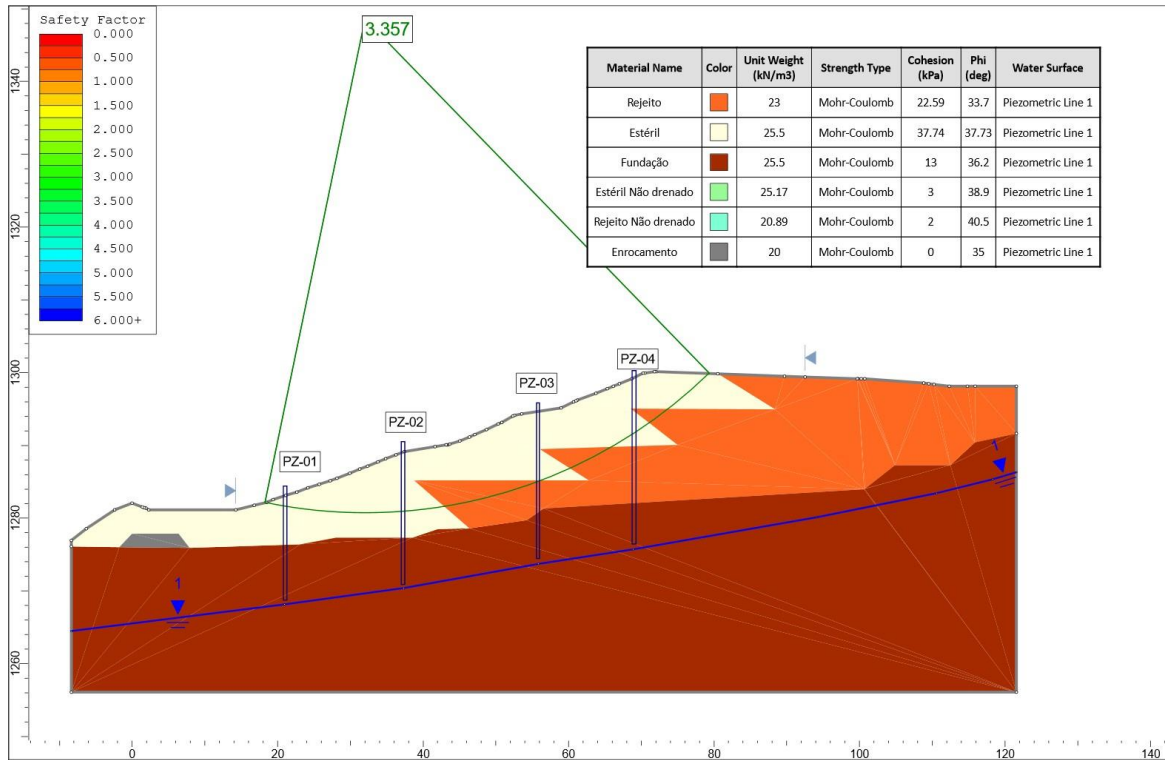 Safety Factor
0.000
0.500
1.000
1.500
2.000
2.500
3.000
3.500
4.000
4.500
5.000
5.500
6.000+
3.357
Material Name Color Unit Weight (kN/m3) Strength Type Cohesion (kPa) Phi (deg) Water Surface
Rejeito 23 Mohr-Coulomb 22.59 33.7 Piezometric Line 1
Estéril 25.5 Mohr-Coulomb 37.74 37.73 Piezometric Line 1
Fundação 25.5 Mohr-Coulomb 13 36.2 Piezometric Line 1
Estéril Não drenado 25.17 Mohr-Coulomb 3 38.9 Piezometric Line 1
Rejeito Não drenado 20.89 Mohr-Coulomb 2 40.5 Piezometric Line 1
Enrocamento 20 Mohr-Coulomb 0 35 Piezometric Line 1
1340
1320
1300
1280
1260
PZ-01
PZ-02
PZ-03
PZ-04
1
1
0 20 40 60 80 100 120 140